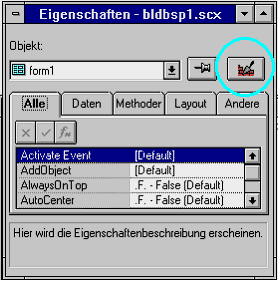 Eigenschaften - bldbsp1.scx
Objekt:
form1
Alle Daten Methoden Layout Andere
Activate Event [Default]
AddObject [Default]
AlwaysOnTop .F. - False (Default)
AutoCenter .F. - False (Default)
Hier wird die Eigenschaftenbeschreibung erscheinen.